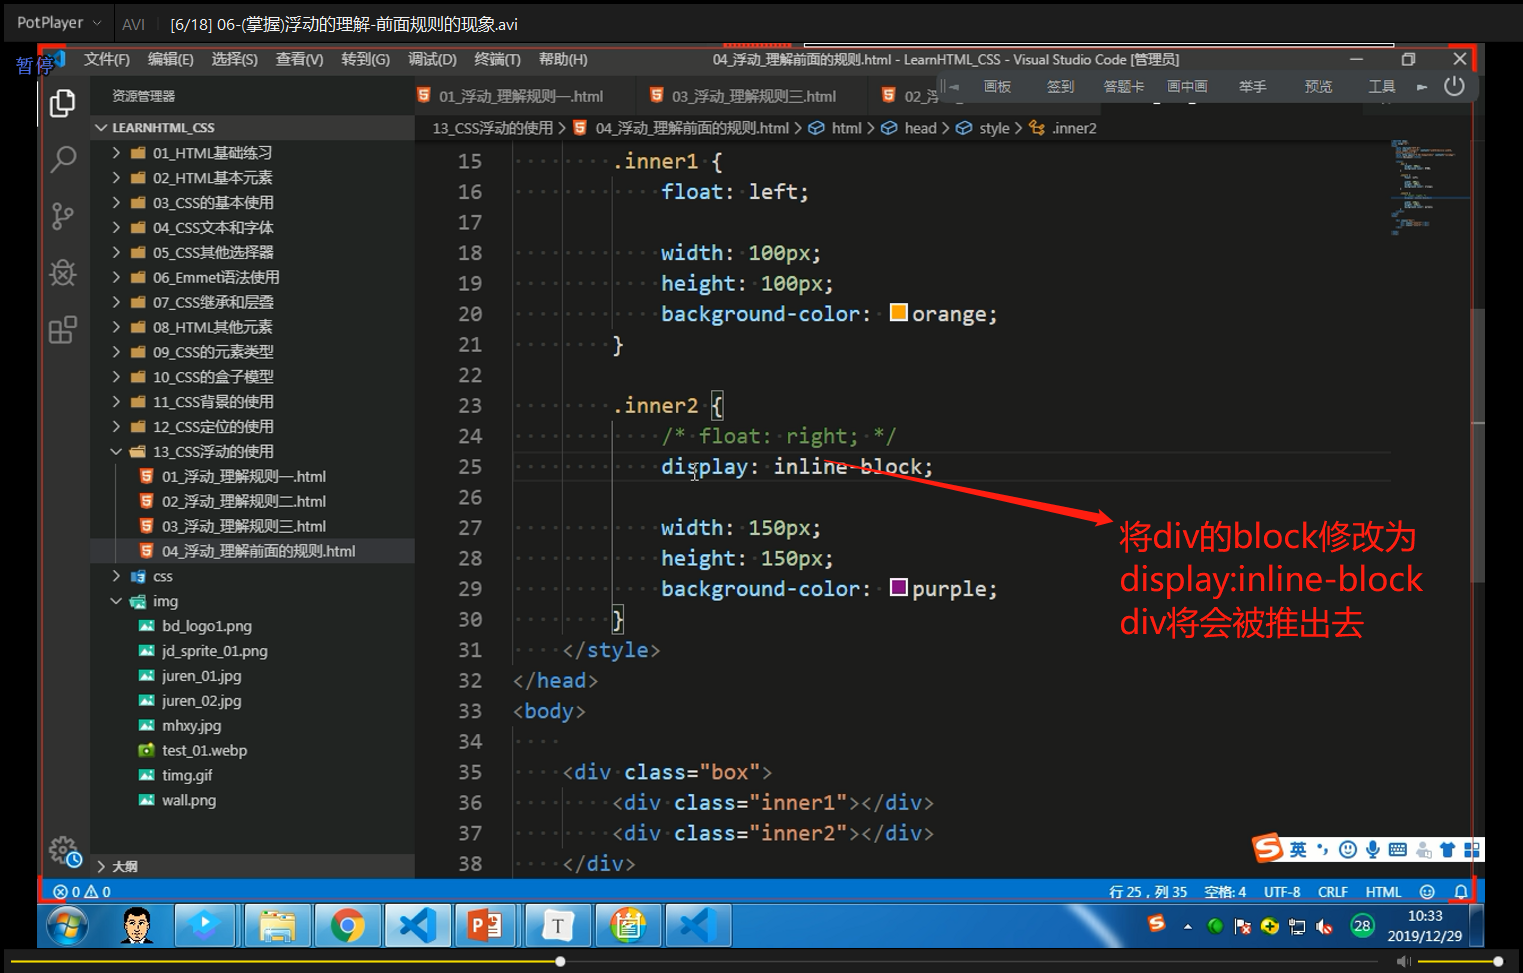 PotPlayer
AVI
[6/18] 06-(掌握)浮动的理解-前面规则的现象.avi
暂停
文件(F) 编辑(E) 选择(S) 查看(V) 转到(G) 调试(D) 终端(T) 帮助(H)
04_浮动_理解前面的规则.html - LearnHTML_CSS - Visual Studio Code [管理员]
画板 签到 答题卡 画中画 举手 预览 工具
资源管理器
01_浮动_理解规则一.html
03_浮动_理解规则三.html
02_浮
LEARNHTML_CSS
13_CSS浮动的使用 > 04_浮动_理解前面的规则.html > html > head > style > .inner2
01_HTML基础练习
02_HTML基本元素
03_CSS的基本使用
04_CSS文本和字体
05_CSS其他选择器
06_Emmet语法使用
07_CSS继承和层叠
08_HTML其他元素
09_CSS的元素类型
10_CSS的盒子模型
11_CSS背景的使用
12_CSS定位的使用
13_CSS浮动的使用
01_浮动_理解规则一.html
02_浮动_理解规则二.html
03_浮动_理解规则三.html
04_浮动_理解前面的规则.html
css
img
bd_logo1.png
jd_sprite_01.png
juren_01.jpg
juren_02.jpg
mhxy.jpg
test_01.webp
timg.gif
wall.png
大纲
15 .inner1 {
16 float: left;
17
18 width: 100px;
19 height: 100px;
20 background-color: orange;
21 }
22
23 .inner2 {
24 /* float: right; */
25 display: inline-block;
26
27 width: 150px;
28 height: 150px;
29 background-color: purple;
30 }
31 </style>
32 </head>
33 <body>
34
35 <div class="box">
36 <div class="inner1"></div>
37 <div class="inner2"></div>
38 </div>
将div的block修改为
display:inline-block
div将会被推出去
英
0 0
行 25，列 35 空格: 4 UTF-8 CRLF HTML
28
10:33
2019/12/29